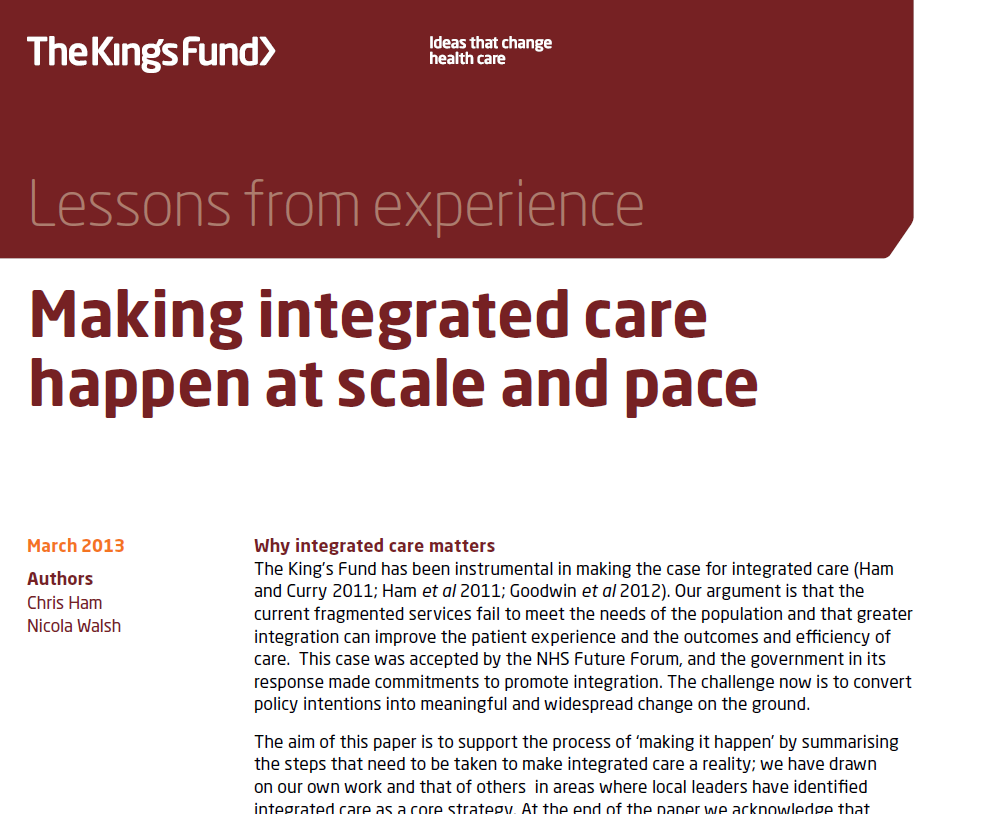 TheKingsFund>
Ideas that change
health care
Lessons from experience
Making integrated care
happen at scale and pace
March 2013
Authors
Chris Ham
Nicola Walsh
Why integrated care matters
The King's Fund has been instrumental in making the case for integrated care (Ham
and Curry 2011; Ham et al 2011; Goodwin et al 2012). Our argument is that the
current fragmented services fail to meet the needs of the population and that greater
integration can improve the patient experience and the outcomes and efficiency of
care.  This case was accepted by the NHS Future Forum, and the government in its
response made commitments to promote integration. The challenge now is to convert
policy intentions into meaningful and widespread change on the ground.
The aim of this paper is to support the process of ‘making it happen’ by summarising
the steps that need to be taken to make integrated care a reality; we have drawn
on our own work and that of others  in areas where local leaders have identified
integrated care as a core strategy. At the end of the paper we acknowledge that